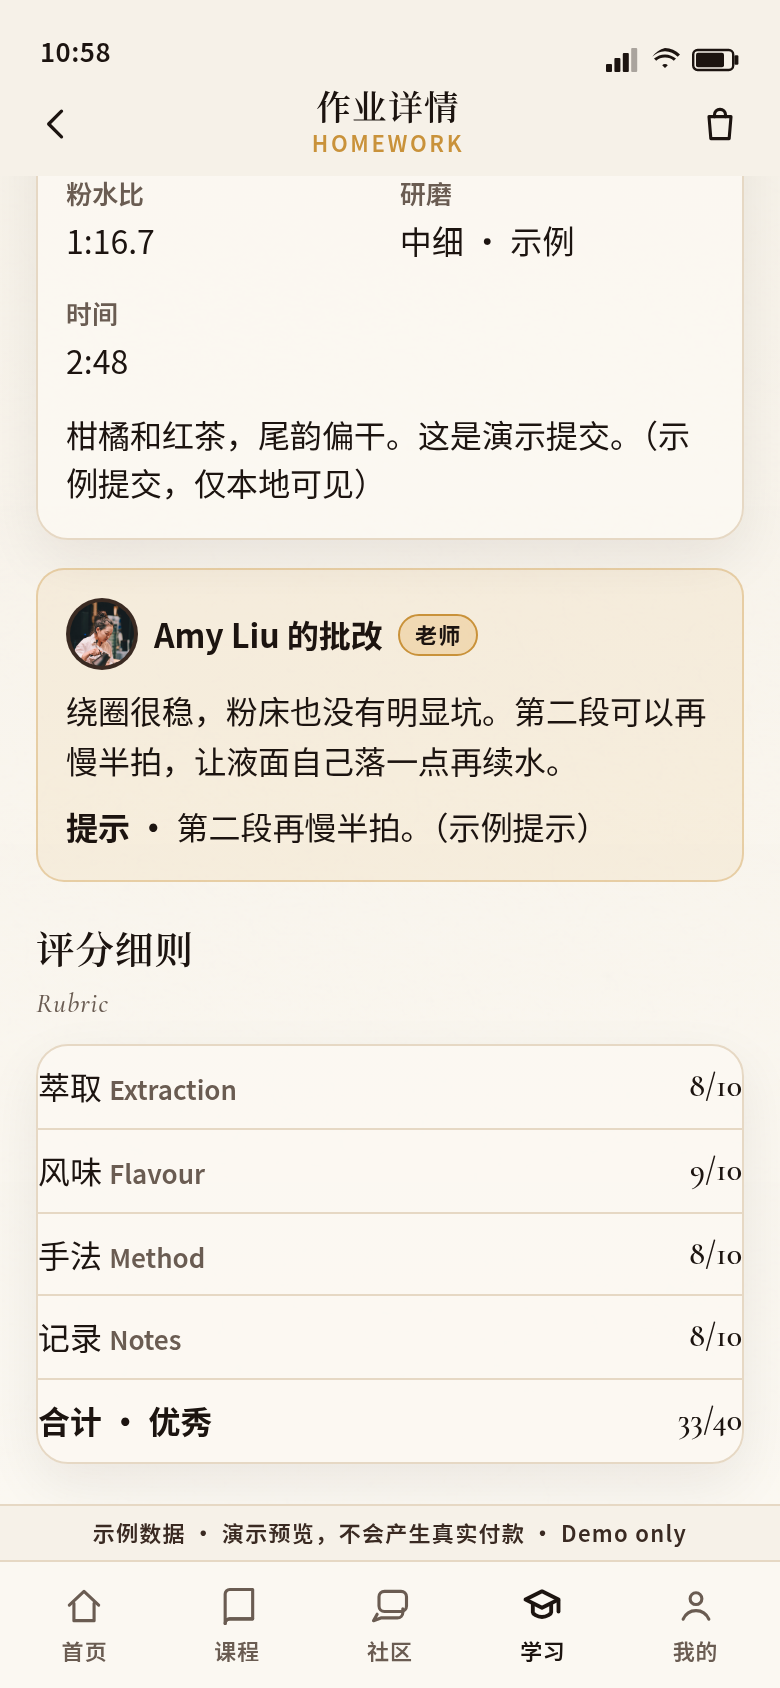 10:58
作业详情
HOMEWORK
粉水比
1:16.7
研磨
中细 · 示例
时间
2:48
柑橘和红茶，尾韵偏干。这是演示提交。（示
例提交，仅本地可见）
Amy Liu 的批改 老师
绕圈很稳，粉床也没有明显坑。第二段可以再
慢半拍，让液面自己落一点再续水。
提示 · 第二段再慢半拍。（示例提示）
评分细则
Rubric
萃取 Extraction 8/10
风味 Flavour 9/10
手法 Method 8/10
记录 Notes 8/10
合计 · 优秀 33/40
示例数据 · 演示预览，不会产生真实付款 · Demo only
首页 课程 社区 学习 我的